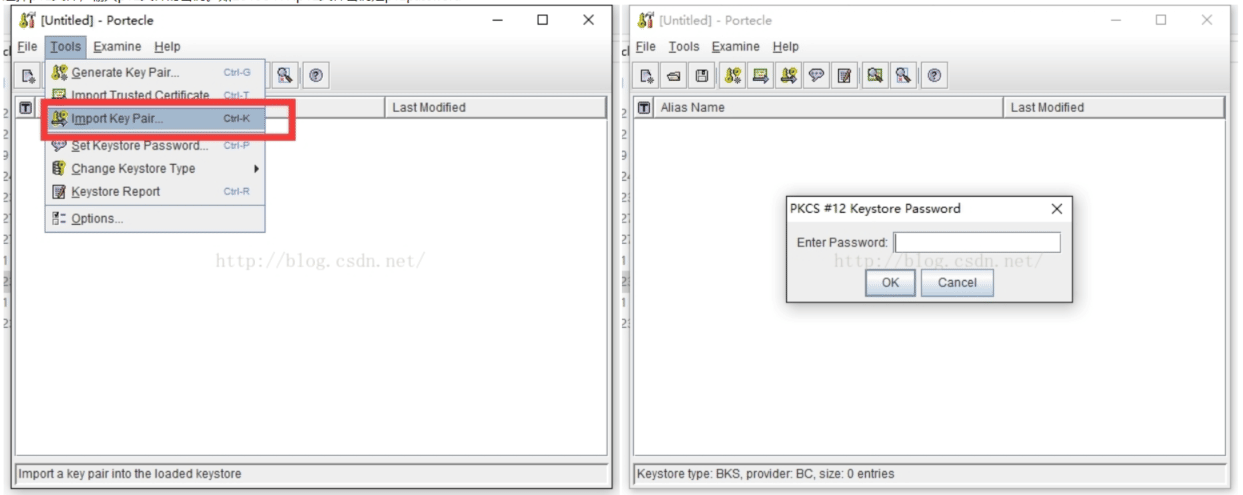 [Untitled] - Portecle
File Tools Examine Help
Generate Key Pair... Ctrl-G
Import Trusted Certificate Ctrl-T
Import Key Pair... Ctrl-K
Set Keystore Password... Ctrl-P
Change Keystore Type
Keystore Report Ctrl-R
Options...
Last Modified
http://blog.csdn.net/
Import a key pair into the loaded keystore
[Untitled] - Portecle
File Tools Examine Help
Alias Name Last Modified
PKCS #12 Keystore Password
Enter Password:
http://blog.csdn.net/
OK Cancel
Keystore type: BKS, provider: BC, size: 0 entries